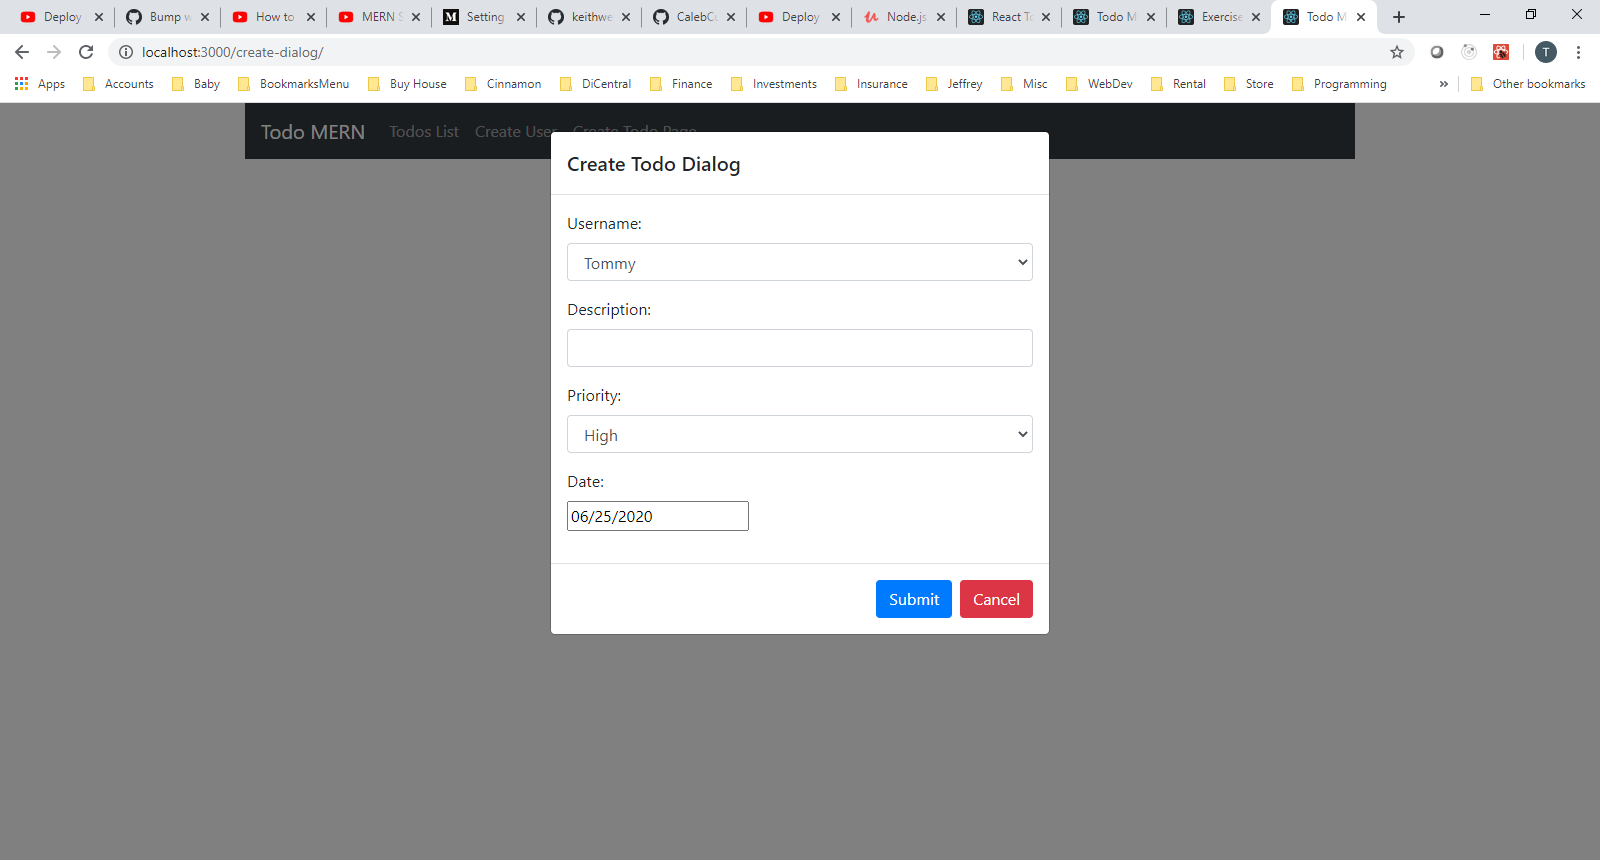 Deploy
Bump w
How to
MERN S
Setting
keithwe
CalebCu
Deploy
Node.js
React To
Todo M
Exercise
Todo M
localhost:3000/create-dialog/
T
Apps Accounts Baby BookmarksMenu Buy House Cinnamon DiCentral Finance Investments Insurance Jeffrey Misc WebDev Rental Store Programming » Other bookmarks
Todo MERN Todos List Create User Create Todo Page
Create Todo Dialog
Username:
Tommy
Description:
Priority:
High
Date:
06/25/2020
Submit Cancel